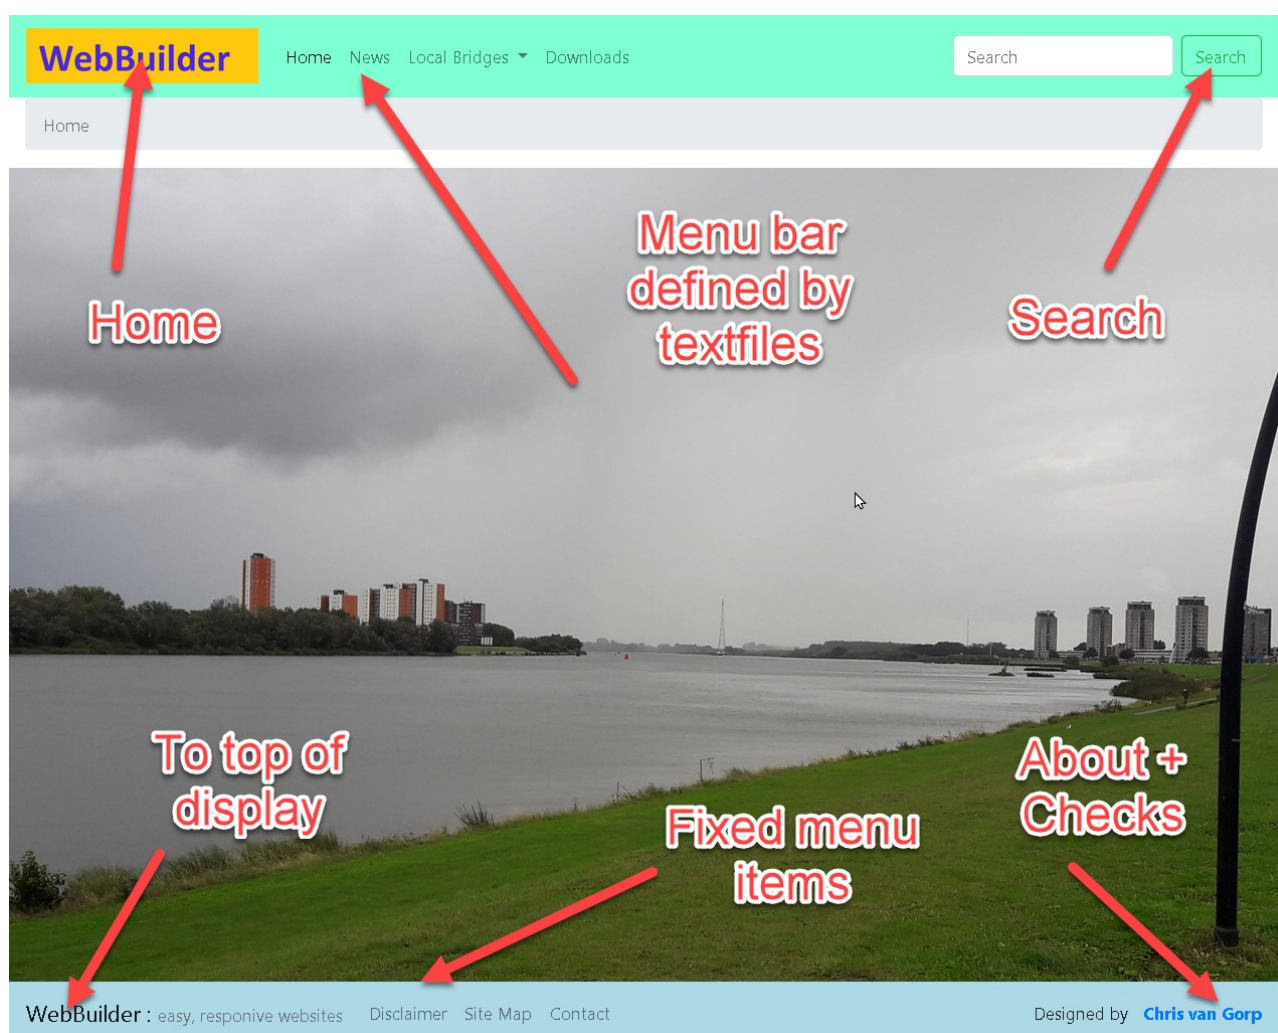 WebBuilder Home News Local Bridges Downloads Search Search
Home
Menu bar
defined by
textfiles
Home
Search
To top of
display
About +
Checks
Fixed menu
items
WebBuilder : easy, responive websites Disclaimer Site Map Contact Designed by Chris van Gorp